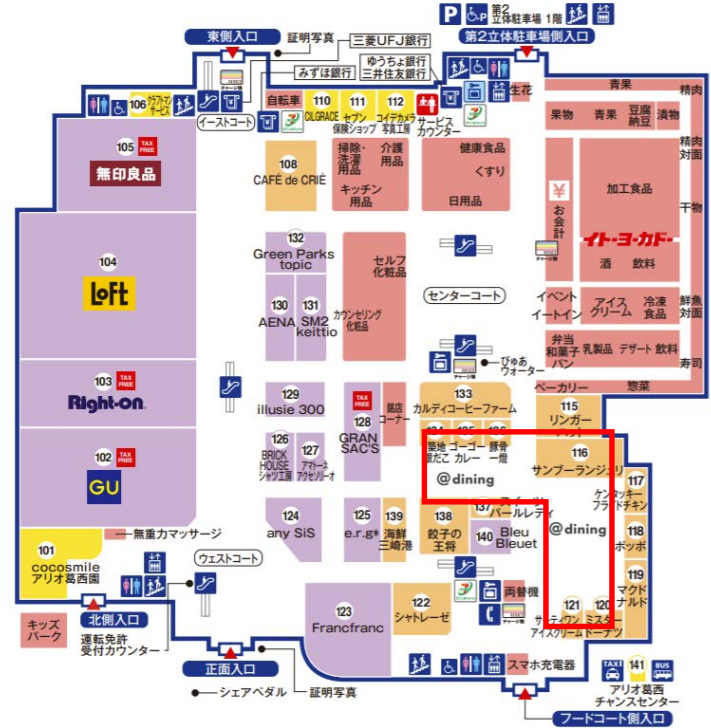 P
P
第2
立体駐車場 1階
東側入口
証明写真
三菱UFJ銀行
ゆうちょ銀行
三井住友銀行
みずほ銀行
第2立体駐車場側入口
106
クラフトマン
サービス
イーストコート
自転車
110
CILGRACE
111
セブン
保険ショップ
112
コイデカメラ
写真工房
サービス
カウンター
生花
青果
精肉
果物
青果
豆腐
納豆
漬物
精肉
対面
105
TAX
FREE
無印良品
108
CAFÉ de CRIÉ
掃除・
洗濯
用品
介護
用品
キッチン
用品
健康食品
くすり
日用品
¥
お会計
加工食品
干物
イトーヨーカドー
酒
飲料
104
LoFt
132
Green Parks
topic
130
AENA
131
SM2
keittio
セルフ
化粧品
カウンセリング
化粧品
センターコート
イベント
イートイン
アイス
クリーム
冷凍
食品
鮮魚
対面
弁当
和菓子
パン
乳製品
デザート
飲料
寿司
ぴゅあ
ウォーター
ベーカリー
惣菜
103
TAX
FREE
Right-on
129
illusie 300
TAX
FREE
128
GRAN
SAC'S
銘店
コーナー
133
カルディコーヒーファーム
115
リンガー
102
TAX
FREE
GU
126
BRICK
HOUSE
シャツ工房
127
アマトーネ
アクセソリーオ
築地
銀だこ
ゴーゴー
カレー
豚骨
一燈
@dining
116
サンブーランジェリ
117
ケンタッキー
フライドチキン
118
ポッポ
119
マクド
ナルド
@dining
124
any SiS
125
e.r.g*
139
海鮮
三崎港
138
餃子の
王将
137
スイーツ
パールレディ
140
Bleu
Bleuet
無重力マッサージ
101
cocosmile
アリオ葛西園
ウェストコート
123
Francfranc
122
シャトレーゼ
両替機
121
サーティワン
アイスクリーム
120
ミスター
ドーナツ
キッズ
パーク
北側入口
運転免許
受付カウンター
正面入口
シェアペダル
証明写真
スマホ充電器
TAXI
141
BUS
アリオ葛西
チャンスセンター
フードコート側入口